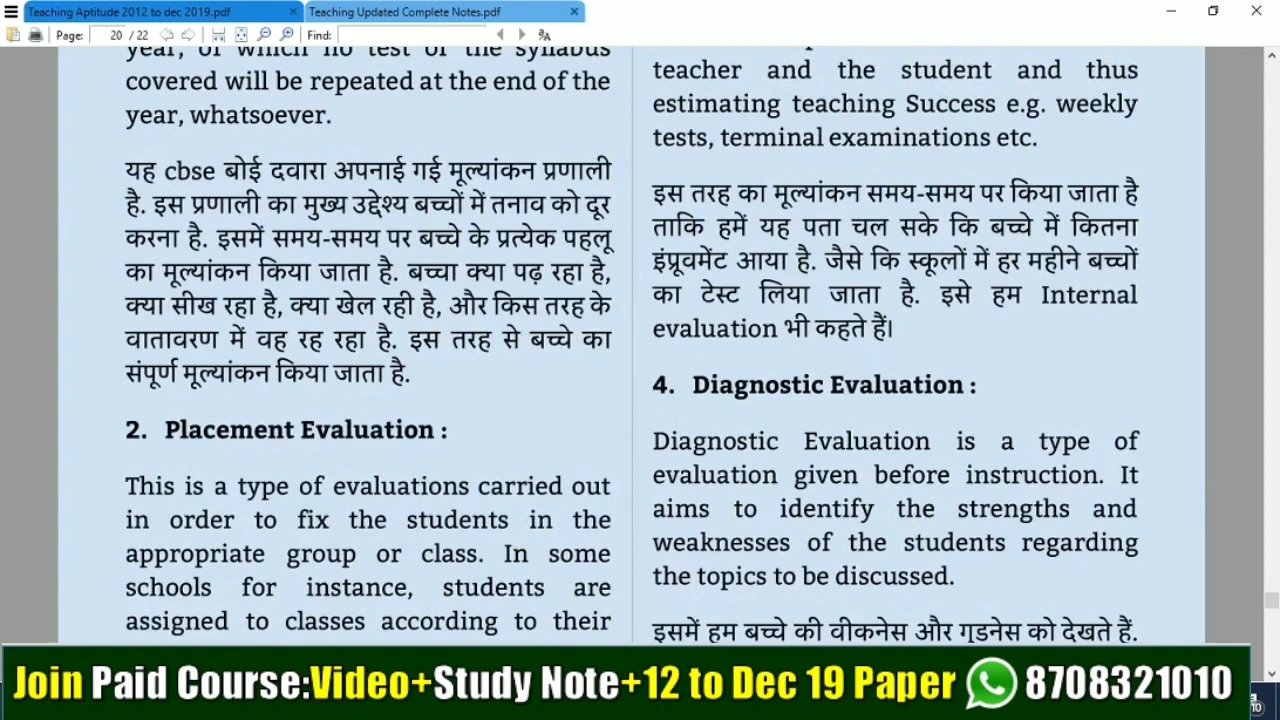 Teaching Aptitude 2012 to dec 2019.pdf
Teaching Updated Complete Notes.pdf
Page: 20 / 22 Find:
year, of which no test of the syllabus
covered will be repeated at the end of the
year, whatsoever.
यह cbse बोई दवारा अपनाई गई मूल्यांकन प्रणाली
है. इस प्रणाली का मुख्य उद्देश्य बच्चों में तनाव को दूर
करना है. इसमें समय-समय पर बच्चे के प्रत्येक पहलू
का मूल्यांकन किया जाता है. बच्चा क्या पढ़ रहा है,
क्या सीख रहा है, क्या खेल रही है, और किस तरह के
वातावरण में वह रह रहा है. इस तरह से बच्चे का
संपूर्ण मूल्यांकन किया जाता है.
2. Placement Evaluation :
This is a type of evaluations carried out
in order to fix the students in the
appropriate group or class. In some
schools for instance, students are
assigned to classes according to their
teacher and the student and thus
estimating teaching Success e.g. weekly
tests, terminal examinations etc.
इस तरह का मूल्यांकन समय-समय पर किया जाता है
ताकि हमें यह पता चल सके कि बच्चे में कितना
इंप्रूवमेंट आया है. जैसे कि स्कूलों में हर महीने बच्चों
का टेस्ट लिया जाता है. इसे हम Internal
evaluation भी कहते हैं।
4. Diagnostic Evaluation :
Diagnostic Evaluation is a type of
evaluation given before instruction. It
aims to identify the strengths and
weaknesses of the students regarding
the topics to be discussed.
इसमें हम बच्चे की वीकनेस और गुडनेस को देखते हैं.
Join Paid Course:Video+Study Note+12 to Dec 19 Paper 8708321010